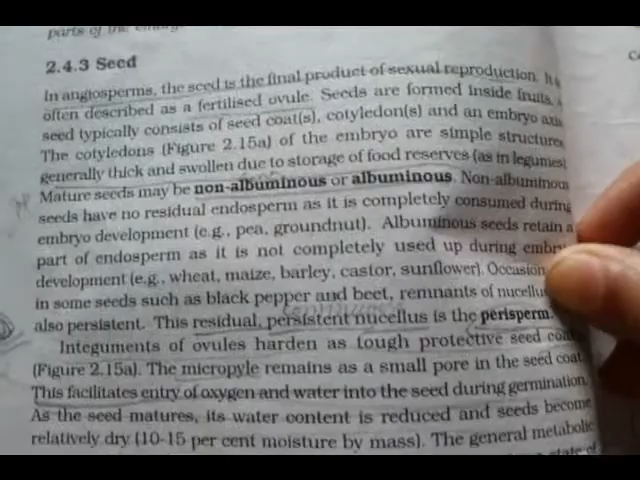 parts of the
2.4.3 Seed
In angiosperms, the seed is the final product of sexual reproduction. It is
often described as a fertilised ovule. Seeds are formed inside fruits. A
seed typically consists of seed coat(s), cotyledon(s) and an embryo axis.
The cotyledons (Figure 2.15a) of the embryo are simple structures,
generally thick and swollen due to storage of food reserves (as in legumes).
Mature seeds may be non-albuminous or albuminous. Non-albuminous
seeds have no residual endosperm as it is completely consumed during
embryo development (e.g., pea, groundnut). Albuminous seeds retain a
part of endosperm as it is not completely used up during embry
development (e.g., wheat, maize, barley, castor, sunflower). Occasion
in some seeds such as black pepper and beet, remnants of nucellu
also persistent. This residual, persistent nucellus is the perisperm.
Integuments of ovules harden as tough protective seed coat
(Figure 2.15a). The micropyle remains as a small pore in the seed coat.
This facilitates entry of oxygen and water into the seed during germination.
As the seed matures, its water content is reduced and seeds become
relatively dry (10-15 per cent moisture by mass). The general metabolic
state of